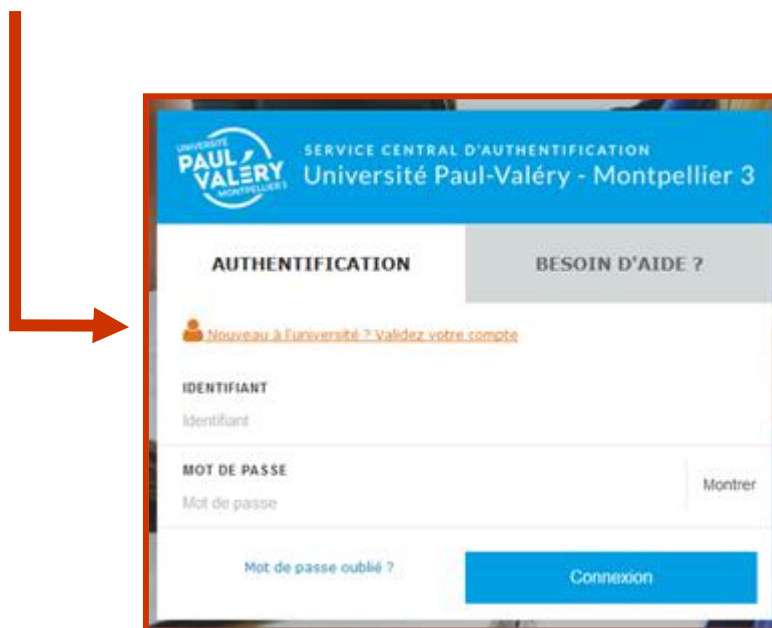 UNIVERSITÉ
PAUL
VALÉRY
MONTPELLIER 3
SERVICE CENTRAL D'AUTHENTIFICATION
Université Paul-Valéry - Montpellier 3
AUTHENTIFICATION
BESOIN D'AIDE ?
Nouveau à l'université ? Validez votre compte
IDENTIFIANT
Identifiant
MOT DE PASSE
Montrer
Mot de passe
Mot de passe oublié ?
Connexion